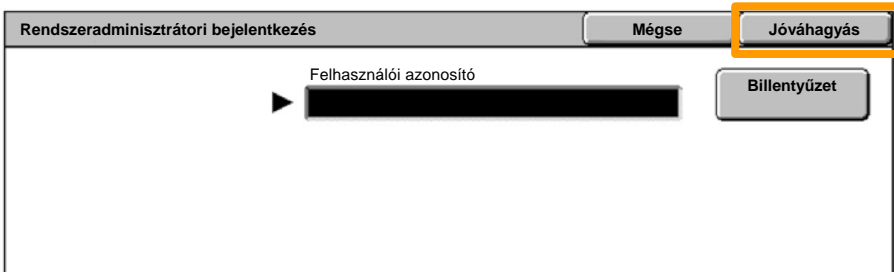 Rendszeradminisztrátori bejelentkezés Mégse Jóváhagyás
Felhasználói azonosító
Billentyűzet